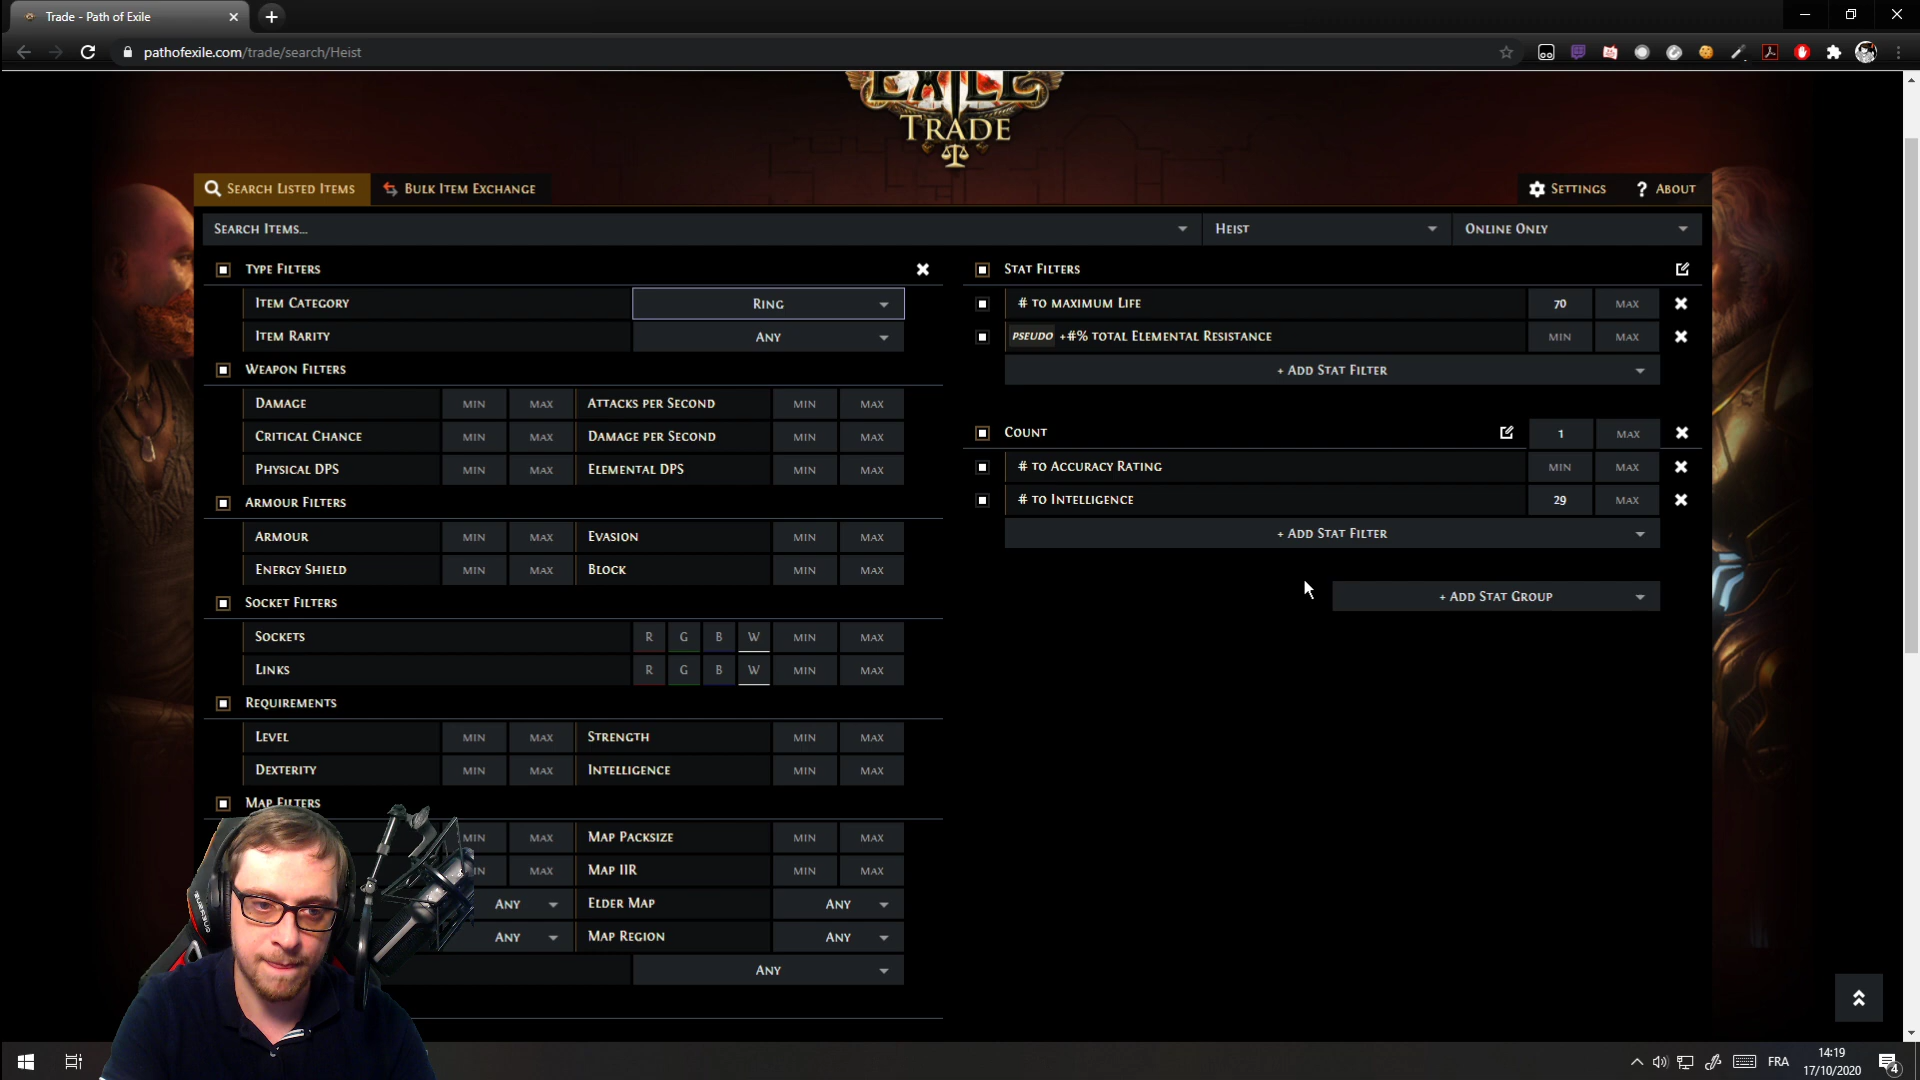 Trade - Path of Exile
pathofexile.com/trade/search/Heist
EXILE
TRADE
SEARCH LISTED ITEMS
BULK ITEM EXCHANGE
SETTINGS
? ABOUT
SEARCH ITEMS...
HEIST
ONLINE ONLY
TYPE FILTERS
ITEM CATEGORY RING
ITEM RARITY ANY
WEAPON FILTERS
DAMAGE MIN MAX ATTACKS PER SECOND MIN MAX
CRITICAL CHANCE MIN MAX DAMAGE PER SECOND MIN MAX
PHYSICAL DPS MIN MAX ELEMENTAL DPS MIN MAX
ARMOUR FILTERS
ARMOUR MIN MAX EVASION MIN MAX
ENERGY SHIELD MIN MAX BLOCK MIN MAX
SOCKET FILTERS
SOCKETS R G B W MIN MAX
LINKS R G B W MIN MAX
REQUIREMENTS
LEVEL MIN MAX STRENGTH MIN MAX
DEXTERITY MIN MAX INTELLIGENCE MIN MAX
MAP FILTERS
MIN MAX MAP PACKSIZE MIN MAX
MAX MAP IIR MIN MAX
ANY ELDER MAP ANY
ANY MAP REGION ANY
ANY
STAT FILTERS
# TO MAXIMUM LIFE 70 MAX
PSEUDO +#% TOTAL ELEMENTAL RESISTANCE MIN MAX
+ ADD STAT FILTER
COUNT 1 MAX
# TO ACCURACY RATING MIN MAX
# TO INTELLIGENCE 29 MAX
+ ADD STAT FILTER
+ ADD STAT GROUP
FRA
14:19
17/10/2020
4